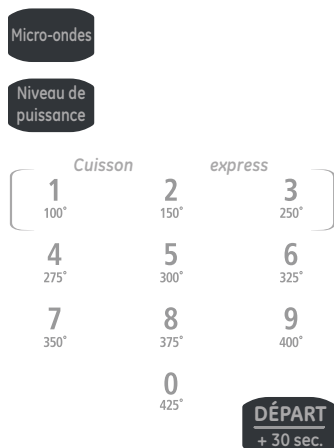 Micro-ondes
Niveau de
puissance
Cuisson express
1 2 3
100° 150° 250°
4 5 6
275° 300° 325°
7 8 9
350° 375° 400°
0
425°
DÉPART
+ 30 sec.